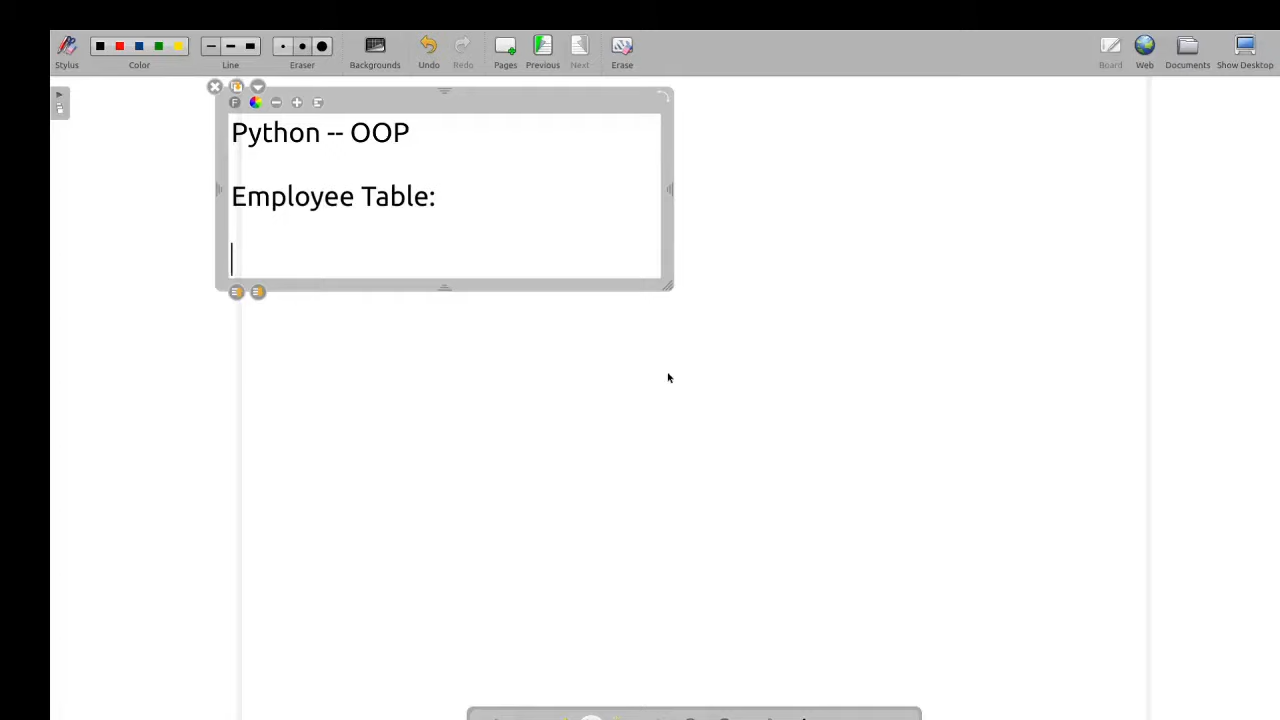 Stylus Color Line Eraser Backgrounds Undo Redo Pages Previous Next Erase Board Web Documents Show Desktop
F
Python -- OOP
Employee Table: